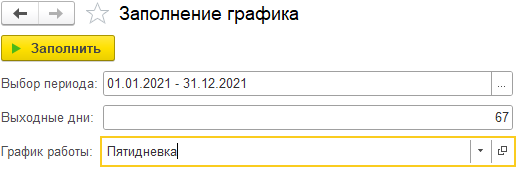 Заполнение графика
Заполнить
Выбор периода: 01.01.2021 - 31.12.2021 ...
Выходные дни: 67
График работы: Пятидневка